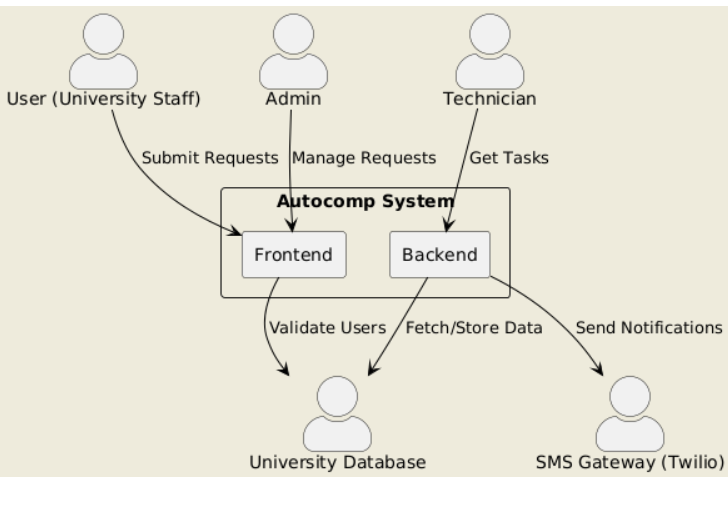 User (University Staff)
Admin
Technician
Submit Requests
Manage Requests
Get Tasks
Autocomp System
Frontend
Backend
Validate Users
Fetch/Store Data
Send Notifications
University Database
SMS Gateway (Twilio)